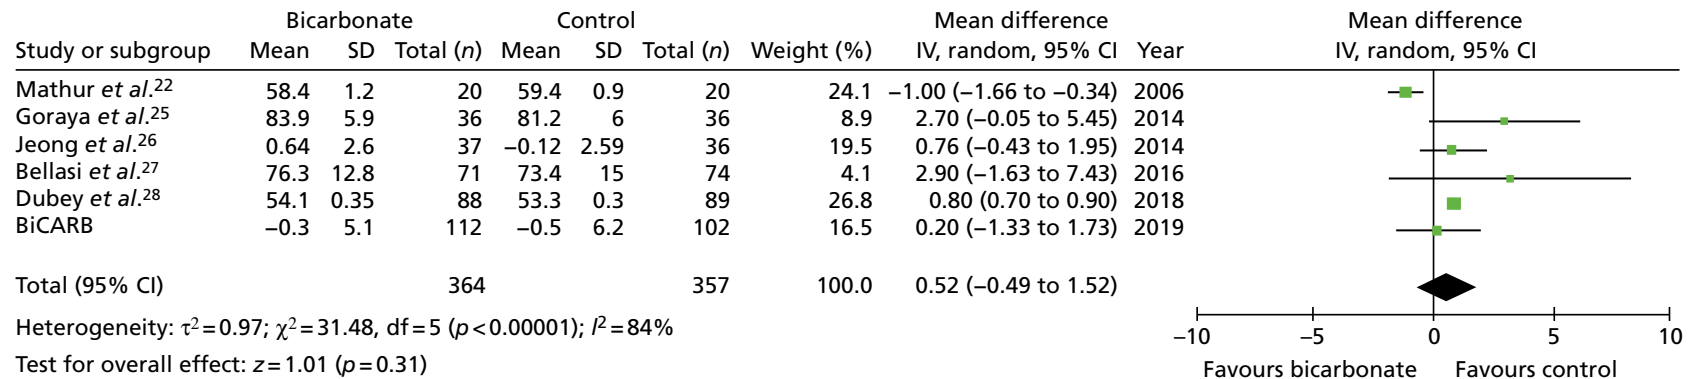 Bicarbonate Control Mean difference Mean difference
Study or subgroup Mean SD Total (n) Mean SD Total (n) Weight (%) IV, random, 95% CI Year IV, random, 95% CI
Mathur et al.22 58.4 1.2 20 59.4 0.9 20 24.1 −1.00 (−1.66 to −0.34) 2006
Goraya et al.25 83.9 5.9 36 81.2 6 36 8.9 2.70 (−0.05 to 5.45) 2014
Jeong et al.26 0.64 2.6 37 −0.12 2.59 36 19.5 0.76 (−0.43 to 1.95) 2014
Bellasi et al.27 76.3 12.8 71 73.4 15 74 4.1 2.90 (−1.63 to 7.43) 2016
Dubey et al.28 54.1 0.35 88 53.3 0.3 89 26.8 0.80 (0.70 to 0.90) 2018
BiCARB −0.3 5.1 112 −0.5 6.2 102 16.5 0.20 (−1.33 to 1.73) 2019
Total (95% CI) 364 357 100.0 0.52 (−0.49 to 1.52)
Heterogeneity: τ2=0.97; χ2=31.48, df=5 (p<0.00001); I2=84%
Test for overall effect: z=1.01 (p=0.31)
−10 −5 0 5 10
Favours bicarbonate Favours control